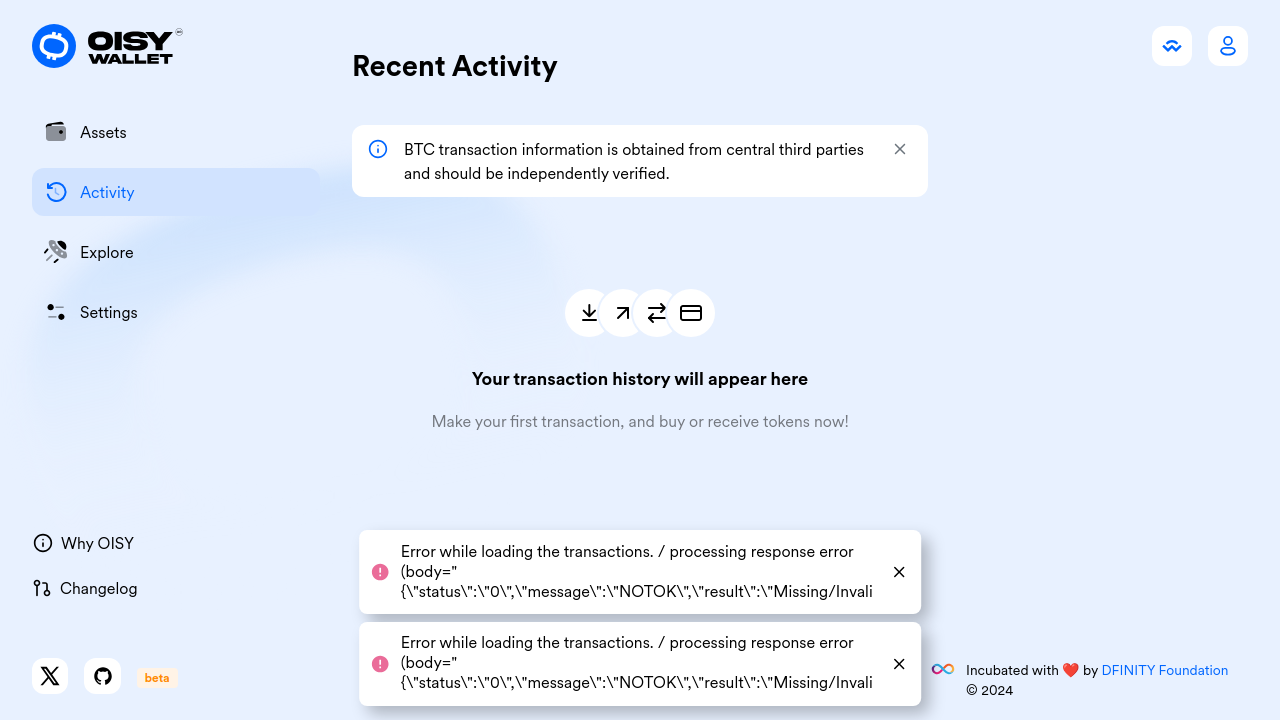 OISY
WALLET
Recent Activity
Assets
Activity
Explore
Settings
BTC transaction information is obtained from central third parties
and should be independently verified.
Your transaction history will appear here
Make your first transaction, and buy or receive tokens now!
Why OISY
Changelog
beta
Error while loading the transactions. / processing response error
(body="
{\"status\":\"0\",\"message\":\"NOTOK\",\"result\":\"Missing/Invali
Error while loading the transactions. / processing response error
(body="
{\"status\":\"0\",\"message\":\"NOTOK\",\"result\":\"Missing/Invali
Incubated with ❤️ by DFINITY Foundation
© 2024